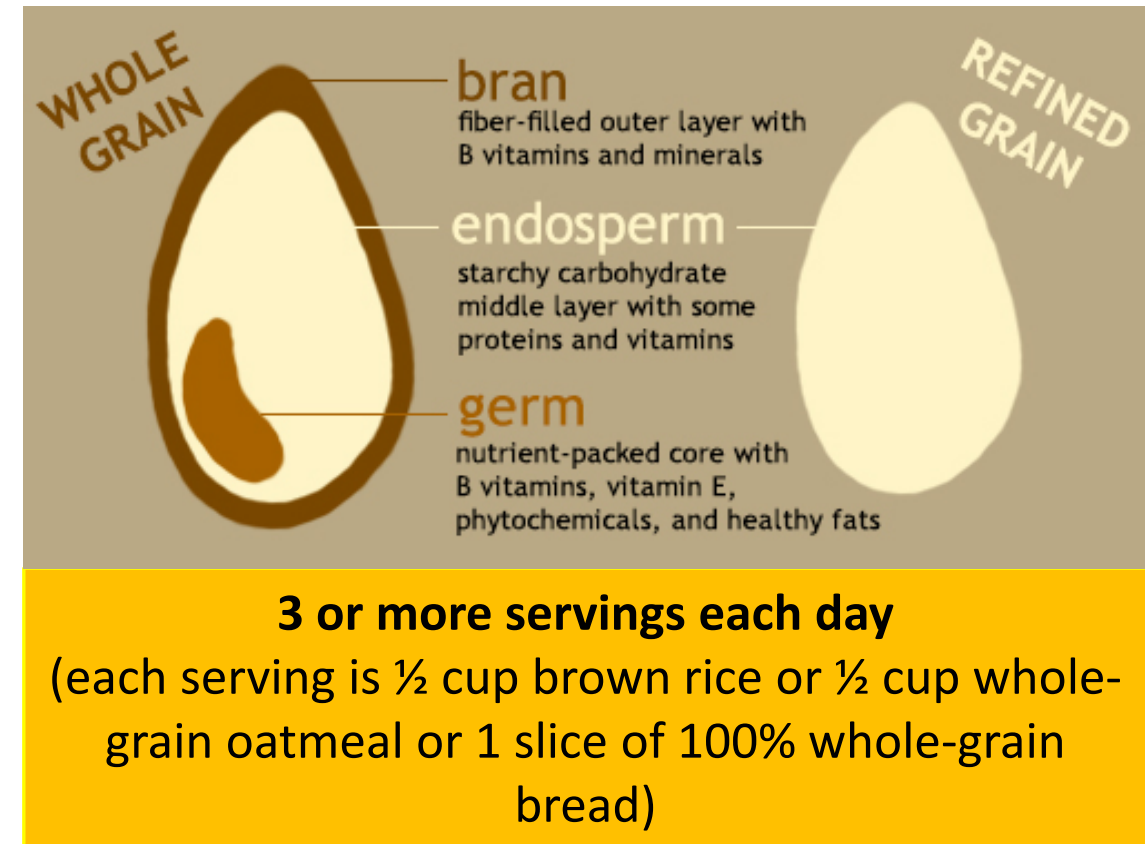 WHOLE
GRAIN
bran
fiber-filled outer layer with
B vitamins and minerals
endosperm
starchy carbohydrate
middle layer with some
proteins and vitamins
germ
nutrient-packed core with
B vitamins, vitamin E,
phytochemicals, and healthy fats
REFINED
GRAIN
3 or more servings each day
(each serving is ½ cup brown rice or ½ cup whole-
grain oatmeal or 1 slice of 100% whole-grain
bread)